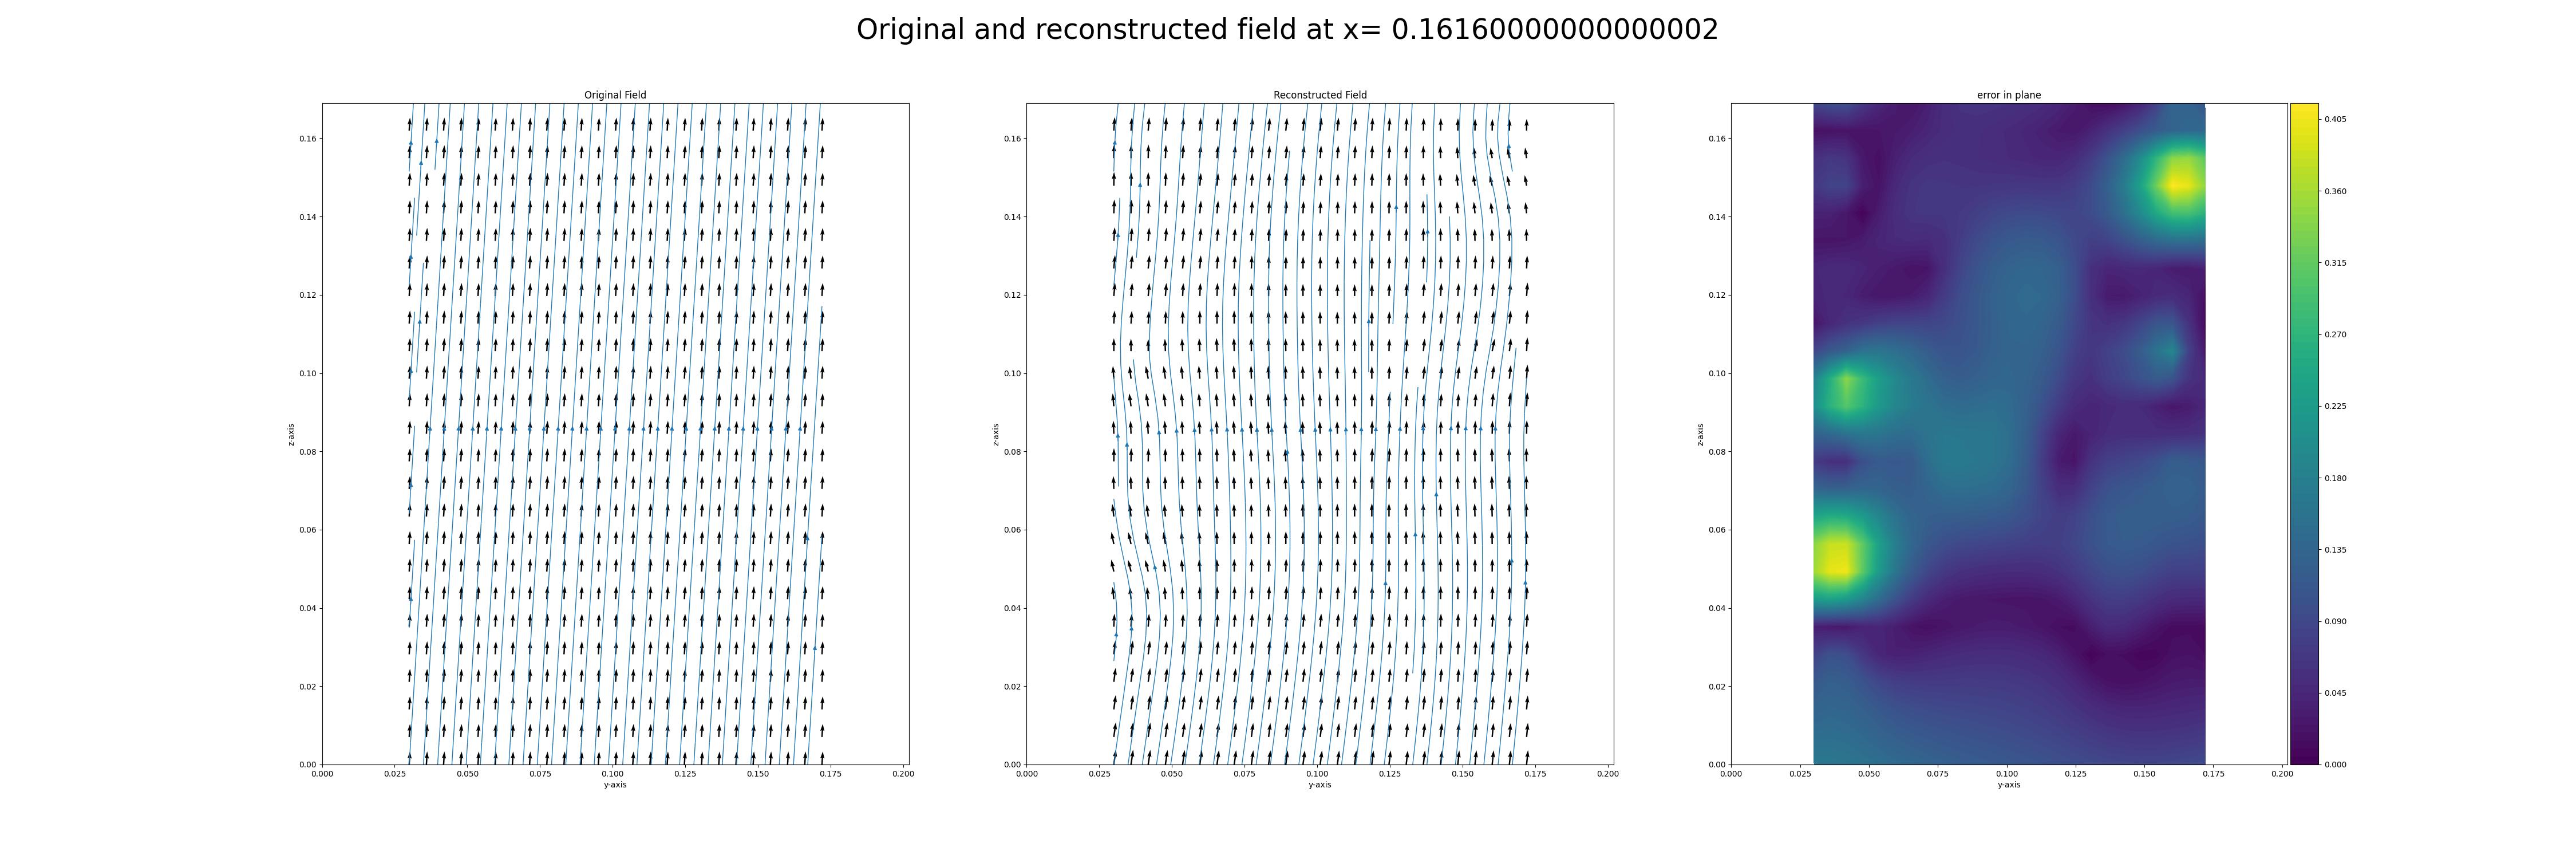 Original and reconstructed field at x= 0.16160000000000002
Original Field
Reconstructed Field
error in plane
z-axis
0.16
0.14
0.12
0.10
0.08
0.06
0.04
0.02
0.00
0.000 0.025 0.050 0.075 0.100 0.125 0.150 0.175 0.200
y-axis
z-axis
0.16
0.14
0.12
0.10
0.08
0.06
0.04
0.02
0.00
0.000 0.025 0.050 0.075 0.100 0.125 0.150 0.175 0.200
y-axis
z-axis
0.16
0.14
0.12
0.10
0.08
0.06
0.04
0.02
0.00
0.000 0.025 0.050 0.075 0.100 0.125 0.150 0.175 0.200
y-axis
0.405
0.360
0.315
0.270
0.225
0.180
0.135
0.090
0.045
0.000